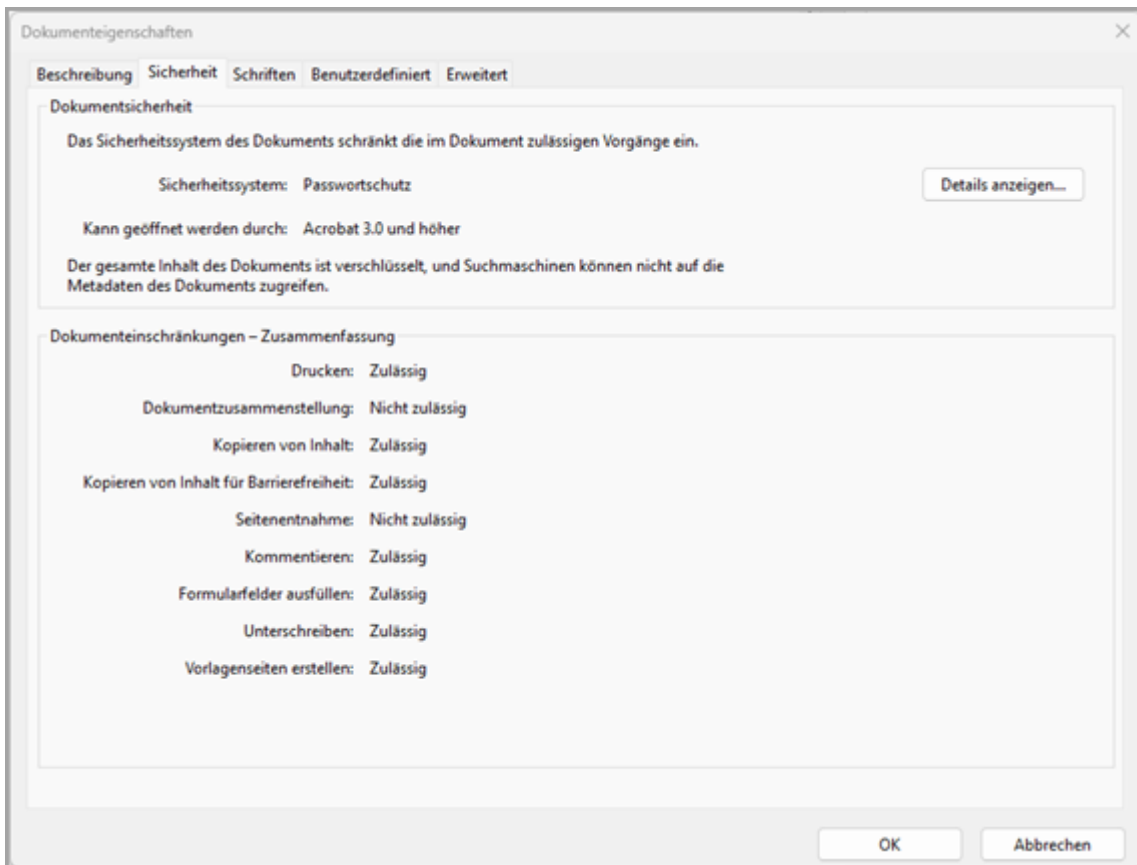 Dokumenteigenschaften
Beschreibung Sicherheit Schriften Benutzerdefiniert Erweitert
Dokumentsicherheit
Das Sicherheitssystem des Dokuments schränkt die im Dokument zulässigen Vorgänge ein.
Sicherheitssystem: Passwortschutz Details anzeigen...
Kann geöffnet werden durch: Acrobat 3.0 und höher
Der gesamte Inhalt des Dokuments ist verschlüsselt, und Suchmaschinen können nicht auf die
Metadaten des Dokuments zugreifen.
Dokumenteinschränkungen – Zusammenfassung
Drucken: Zulässig
Dokumentzusammenstellung: Nicht zulässig
Kopieren von Inhalt: Zulässig
Kopieren von Inhalt für Barrierefreiheit: Zulässig
Seitenentnahme: Nicht zulässig
Kommentieren: Zulässig
Formularfelder ausfüllen: Zulässig
Unterschreiben: Zulässig
Vorlagenseiten erstellen: Zulässig
OK Abbrechen